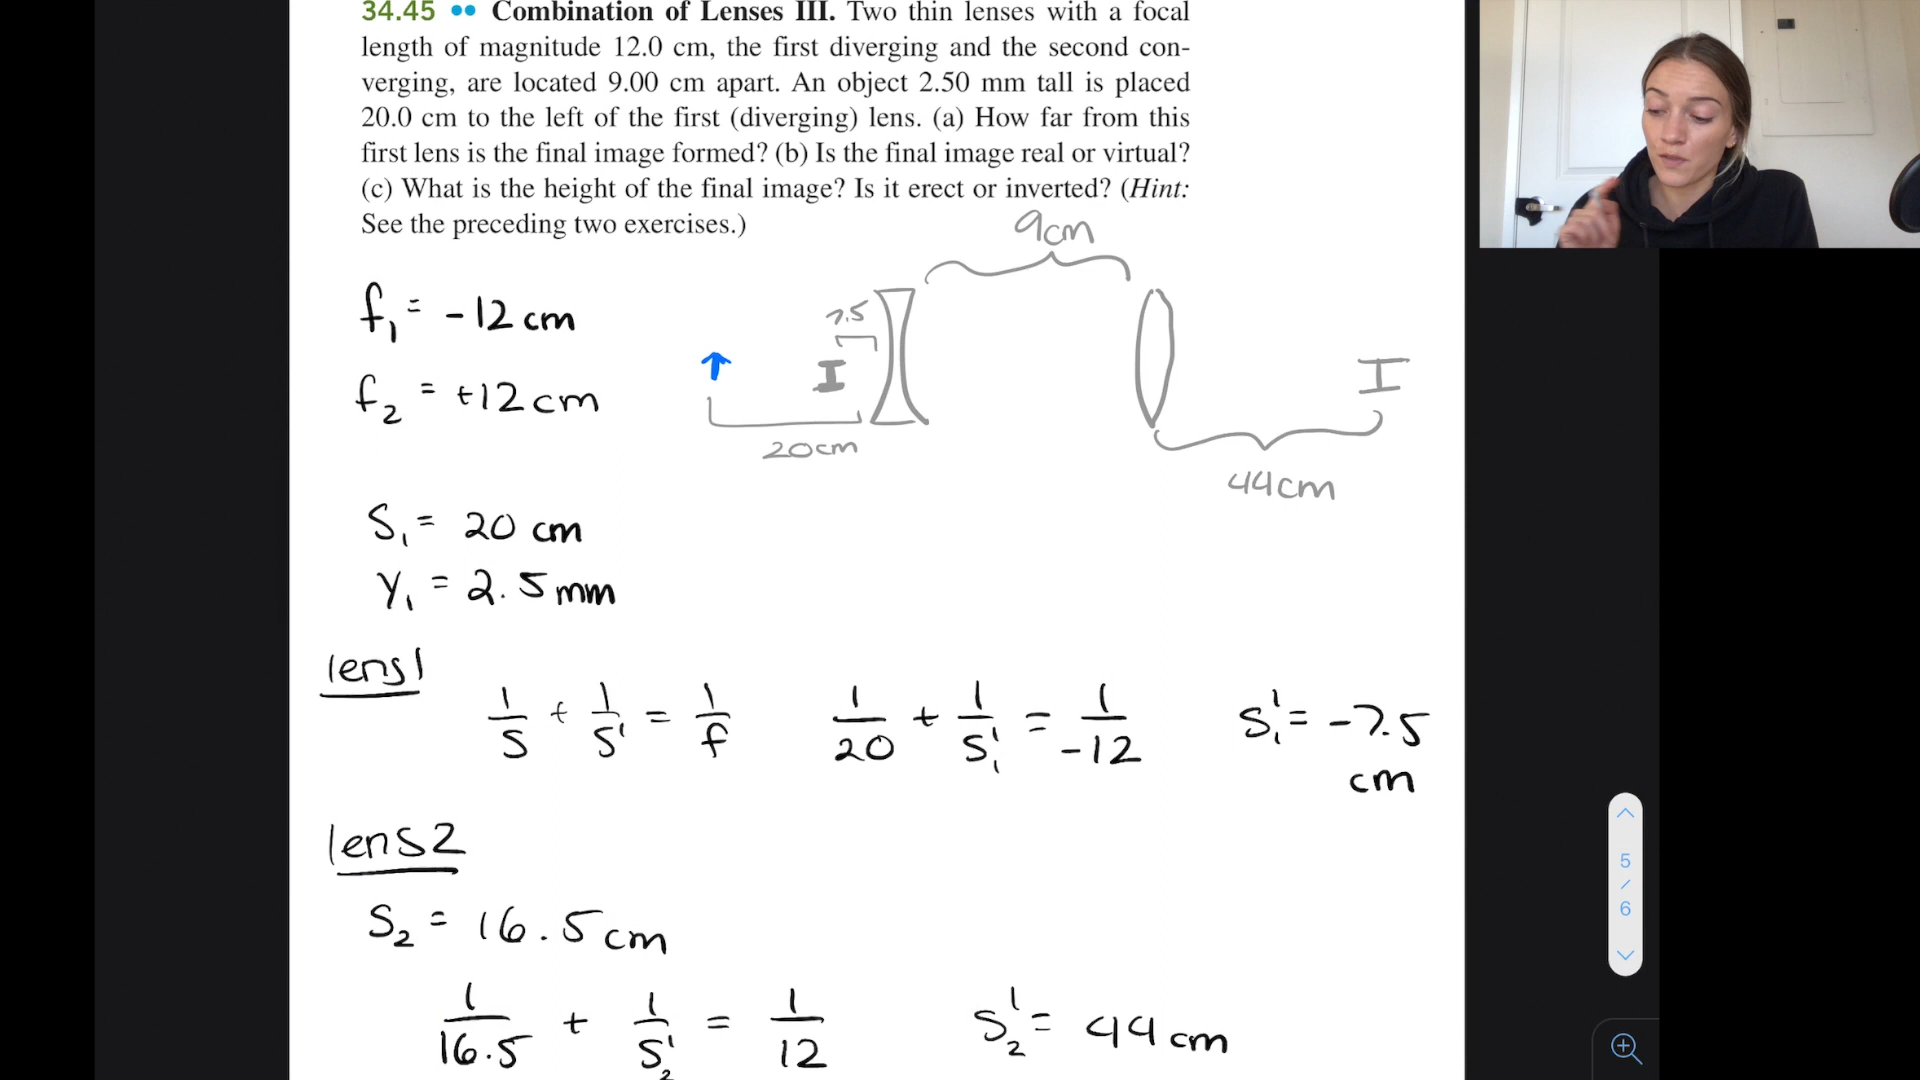 34.45 •• Combination of Lenses III. Two thin lenses with a focal
length of magnitude 12.0 cm, the first diverging and the second con-
verging, are located 9.00 cm apart. An object 2.50 mm tall is placed
20.0 cm to the left of the first (diverging) lens. (a) How far from this
first lens is the final image formed? (b) Is the final image real or virtual?
(c) What is the height of the final image? Is it erect or inverted? (Hint:
See the preceding two exercises.)
9cm
f₁ = -12 cm
7.5
I
I
f₂ = +12 cm
20cm
44cm
S₁ = 20 cm
Y₁ = 2.5 mm
lens 1
1/S + 1/S' = 1/f 1/20 + 1/S₁' = 1/-12 S₁' = -7.5
cm
lens 2
S₂ = 16.5 cm
1/16.5 + 1/S₂' = 1/12 S₂' = 44 cm
5
/
6